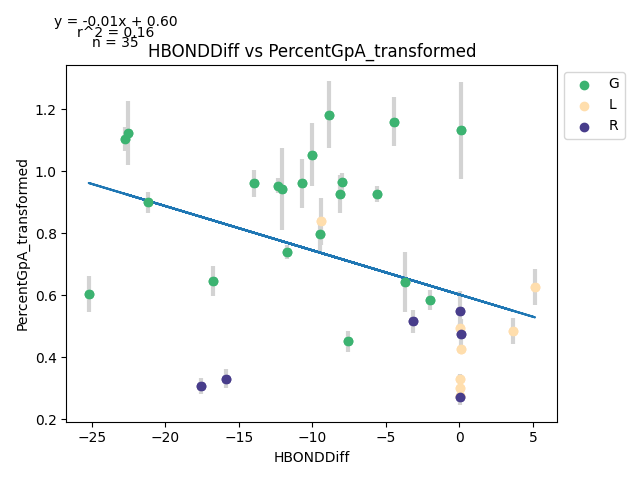 y = -0.01x + 0.60
r^2 = 0.16
n = 35
HBONDDiff vs PercentGpA_transformed
G
L
R
PercentGpA_transformed
1.2
1.0
0.8
0.6
0.4
0.2
−25
−20
−15
−10
−5
0
5
HBONDDiff